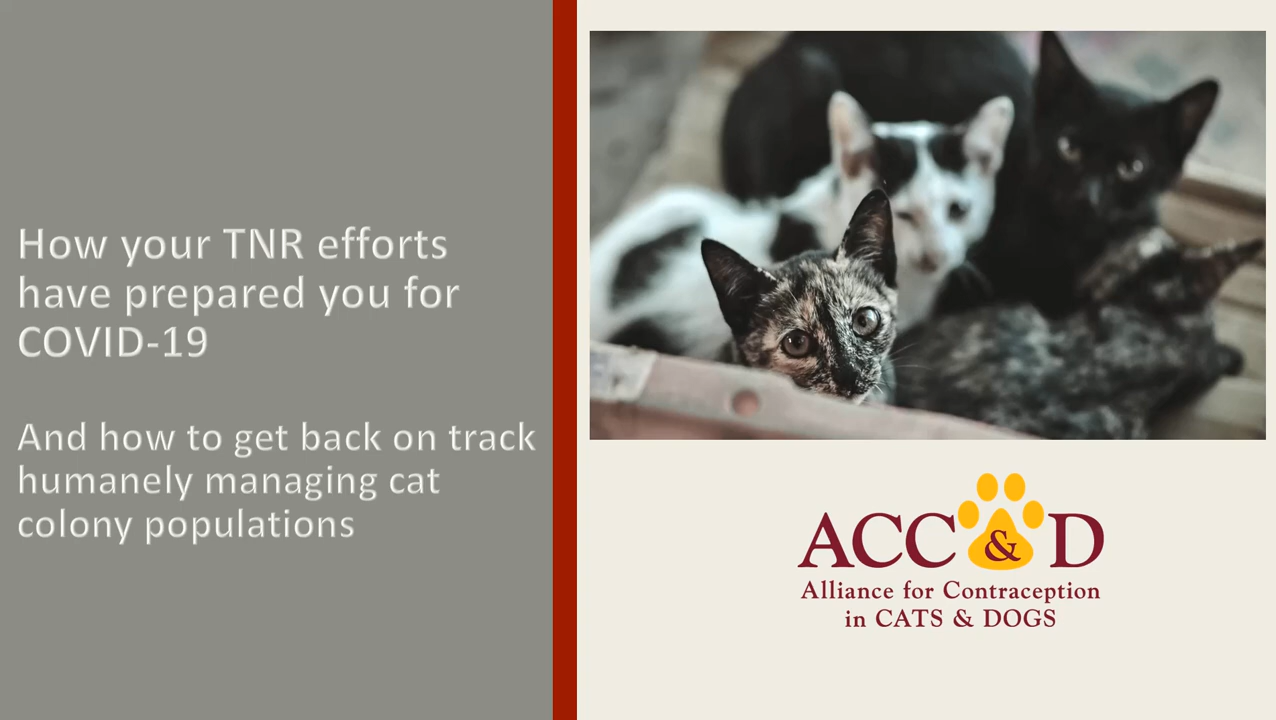 How your TNR efforts
have prepared you for
COVID-19
And how to get back on track
humanely managing cat
colony populations
ACC&D
Alliance for Contraception
in CATS & DOGS